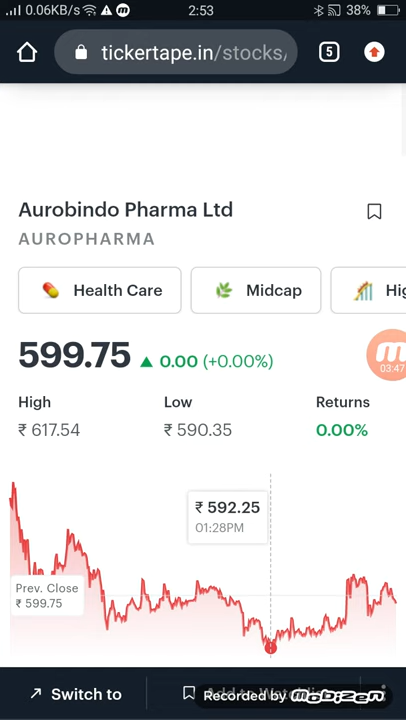 0.06KB/s 2:53 38%
tickertape.in/stocks/ 5
Aurobindo Pharma Ltd
AUROPHARMA
Health Care Midcap Hig
599.75 ▲ 0.00 (+0.00%)
03:47
High Low Returns
₹ 617.54 ₹ 590.35 0.00%
₹ 592.25
01:28PM
Prev. Close
₹ 599.75
↗ Switch to
Recorded by mobizen